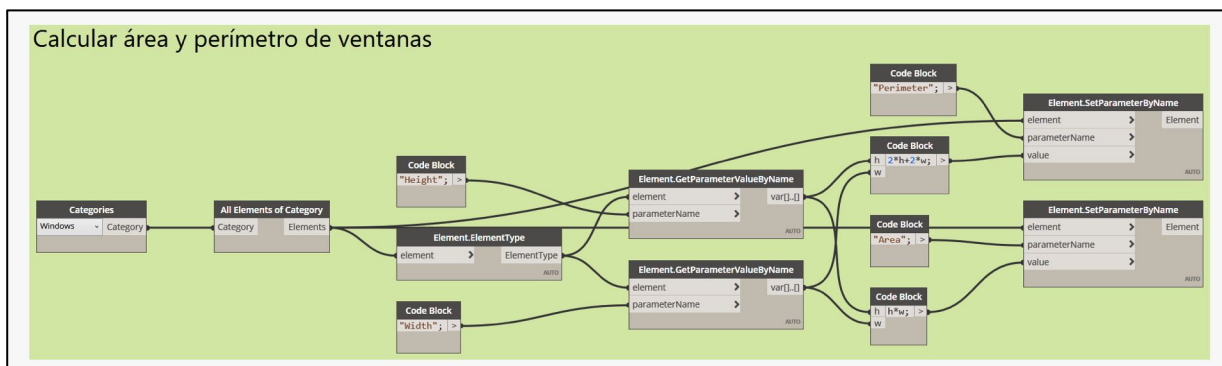 Calcular área y perímetro de ventanas
Categories
Windows
Category
All Elements of Category
Category
Elements
Code Block
"Height"; >
Element.ElementType
element >
ElementType
AUTO
Code Block
"Width"; >
Element.GetParameterValueByName
element >
var[]..[]
parameterName >
AUTO
Element.GetParameterValueByName
element >
var[]..[]
parameterName >
AUTO
Code Block
"Perimeter"; >
Code Block
h 2*h+2*w; >
w
Code Block
"Area"; >
Code Block
h h*w; >
w
Element.SetParameterByName
element >
Element
parameterName >
value >
AUTO
Element.SetParameterByName
element >
Element
parameterName >
value >
AUTO